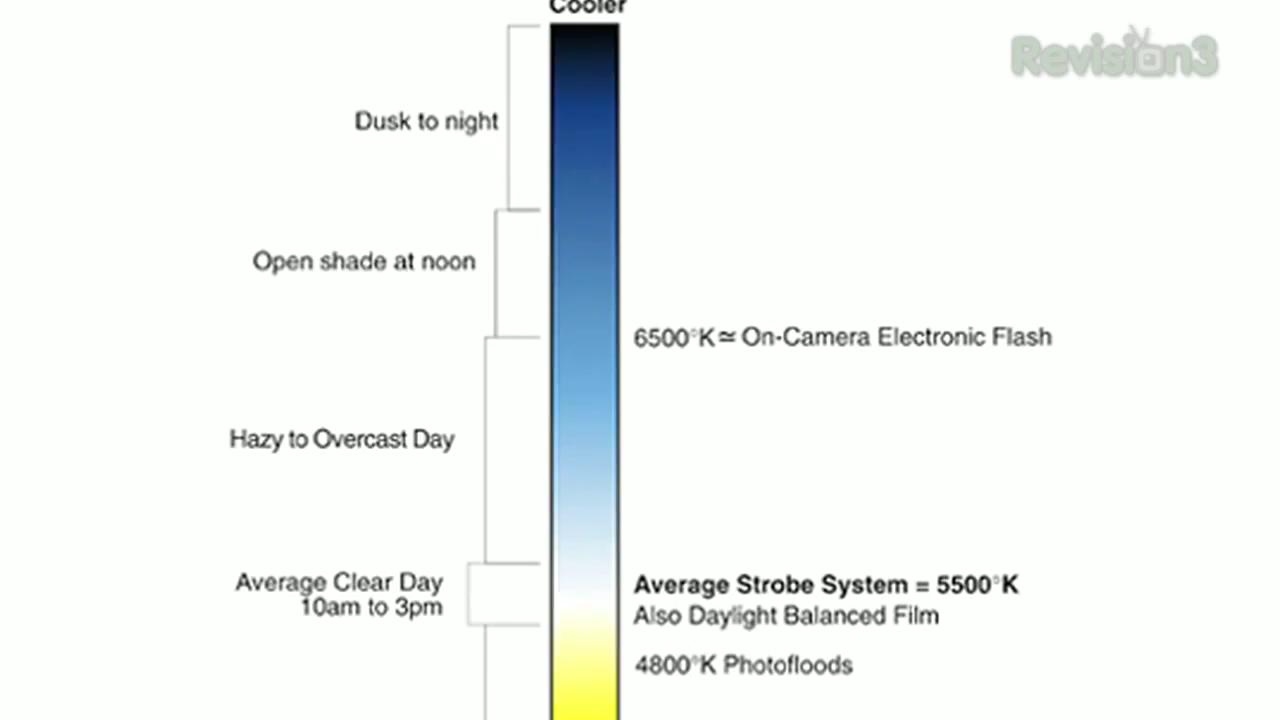 Cooler
Revision3
Dusk to night
Open shade at noon
6500°K≃On-Camera Electronic Flash
Hazy to Overcast Day
Average Clear Day
10am to 3pm
Average Strobe System = 5500°K
Also Daylight Balanced Film
4800°K Photofloods